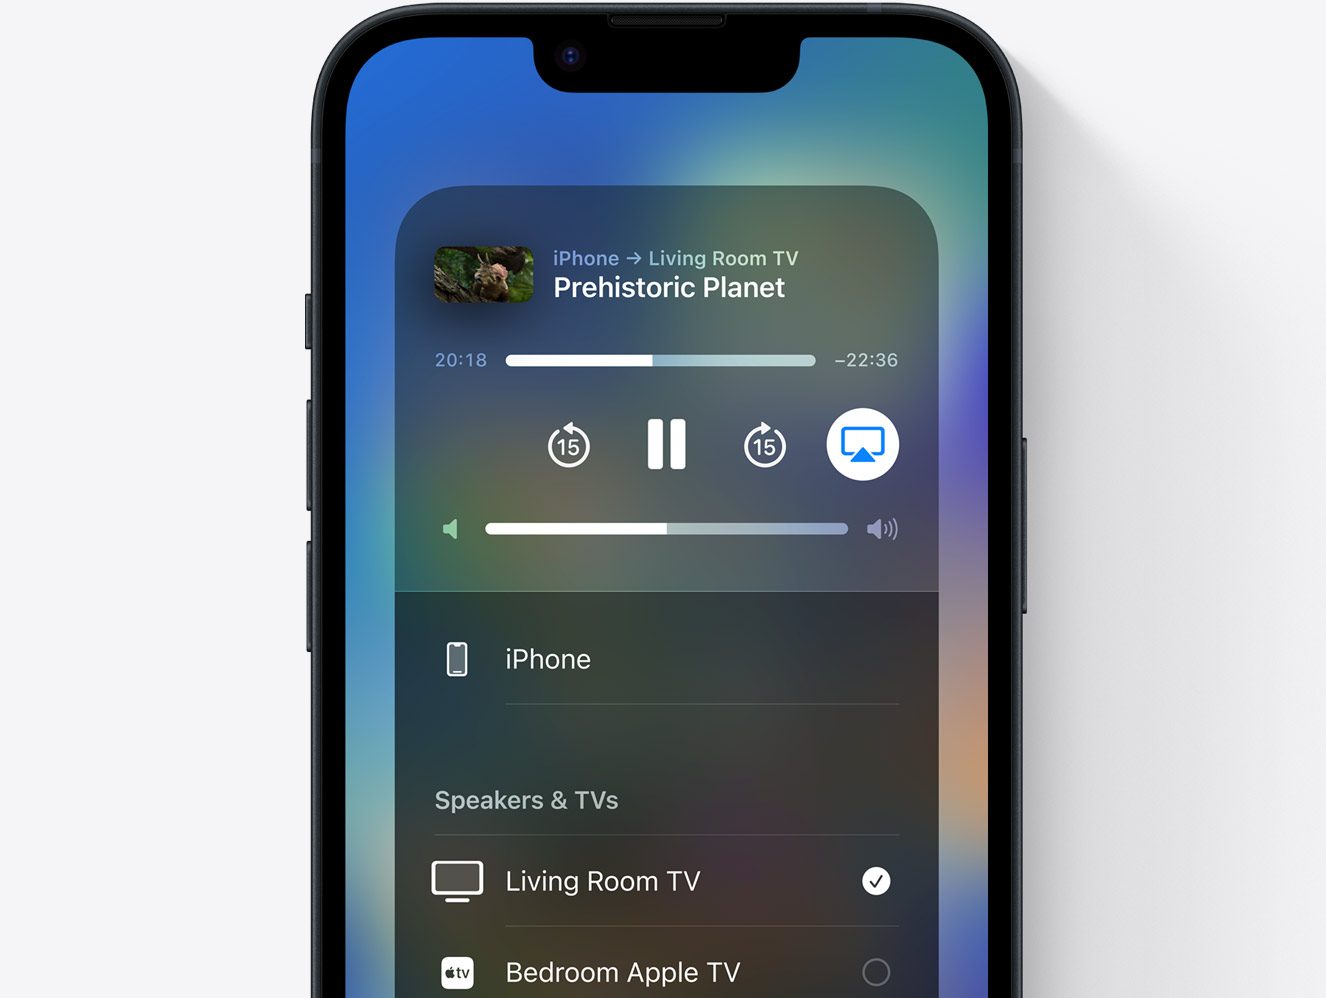 iPhone → Living Room TV
Prehistoric Planet
20:18
–22:36
15
15
iPhone
Speakers & TVs
Living Room TV
tv
Bedroom Apple TV